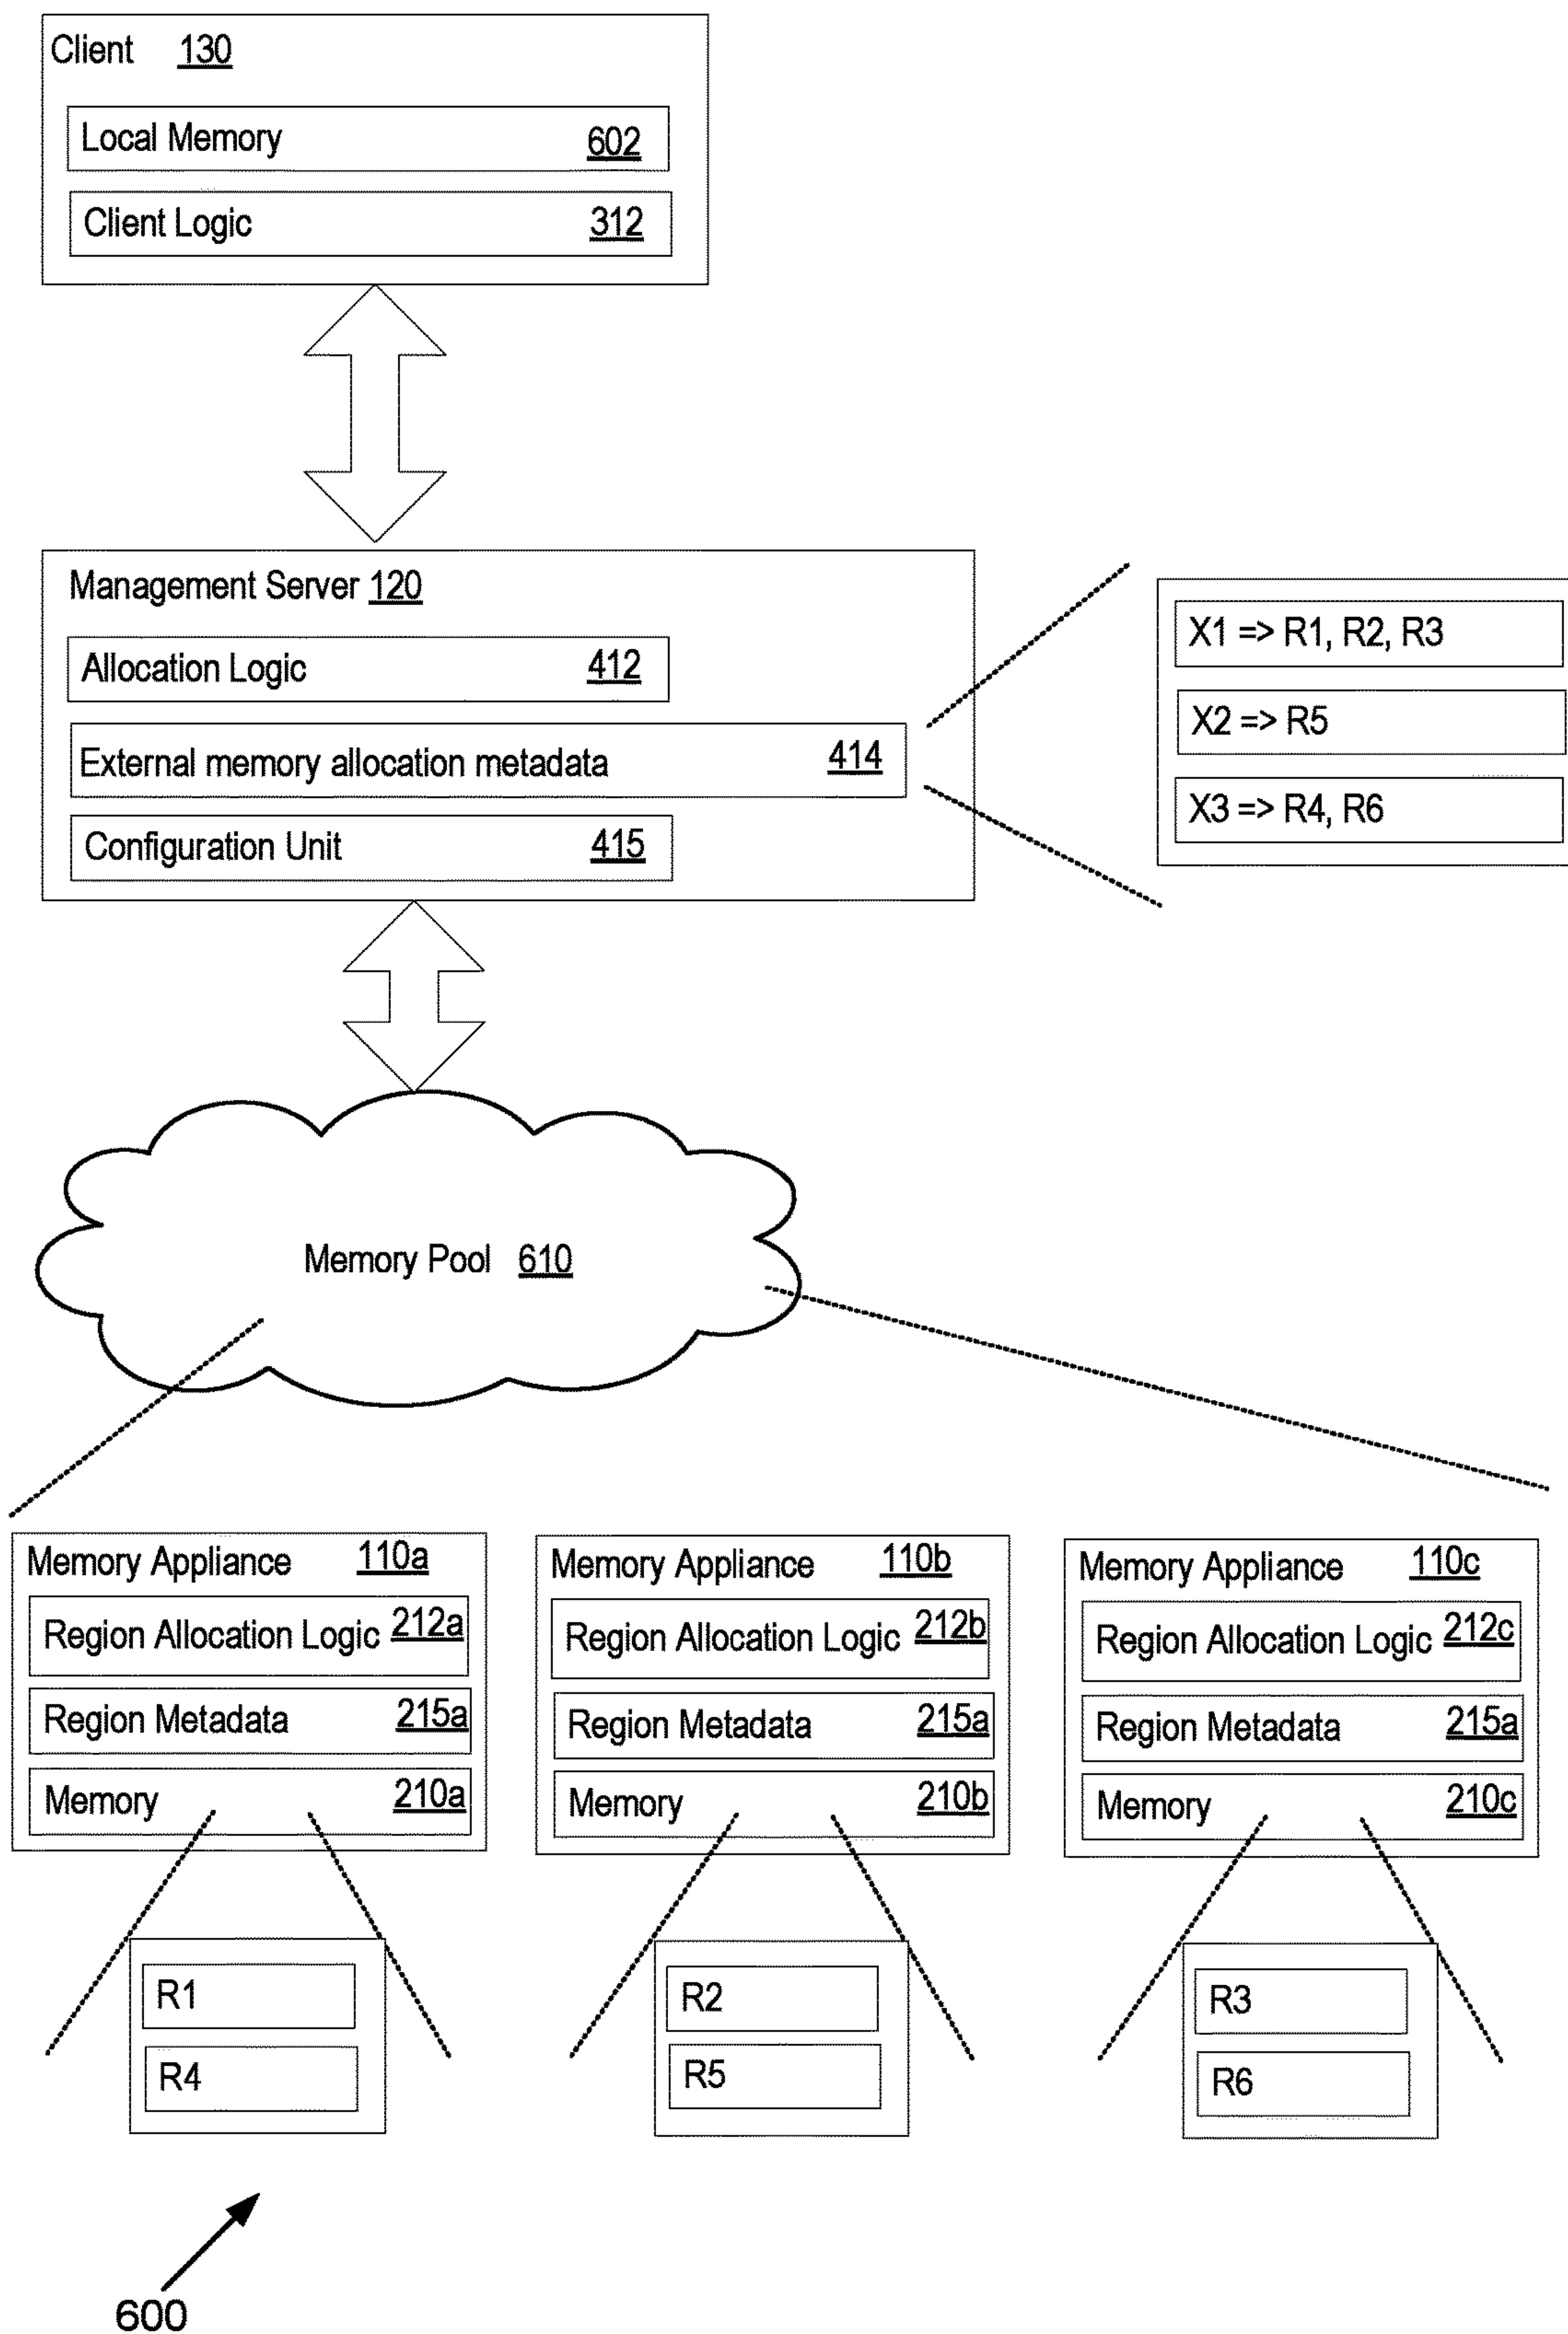 Client 130
Local Memory 602
Client Logic 312
Management Server 120
Allocation Logic 412
External memory allocation metadata 414
Configuration Unit 415
X1 => R1, R2, R3
X2 => R5
X3 => R4, R6
Memory Pool 610
Memory Appliance 110a
Region Allocation Logic 212a
Region Metadata 215a
Memory 210a
R1
R4
Memory Appliance 110b
Region Allocation Logic 212b
Region Metadata 215a
Memory 210b
R2
R5
Memory Appliance 110c
Region Allocation Logic 212c
Region Metadata 215a
Memory 210c
R3
R6
600